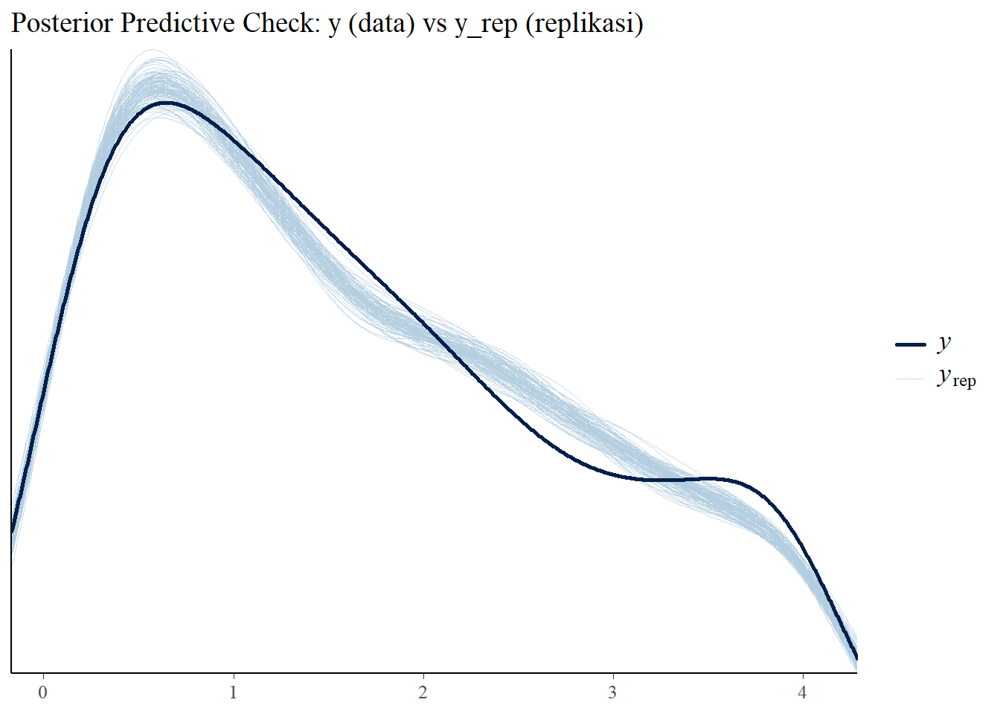 Posterior Predictive Check: y (data) vs y_rep (replikasi)
y
y rep
0 1 2 3 4